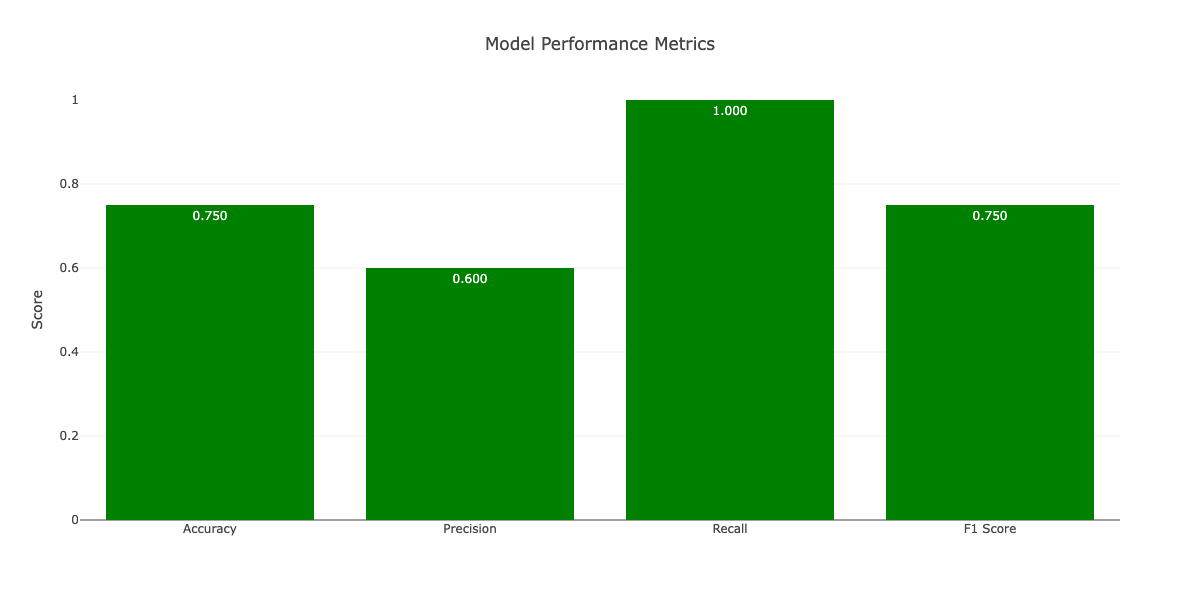 Model Performance Metrics
Score
1
0.8
0.6
0.4
0.2
0
0.750
0.600
1.000
0.750
Accuracy
Precision
Recall
F1 Score